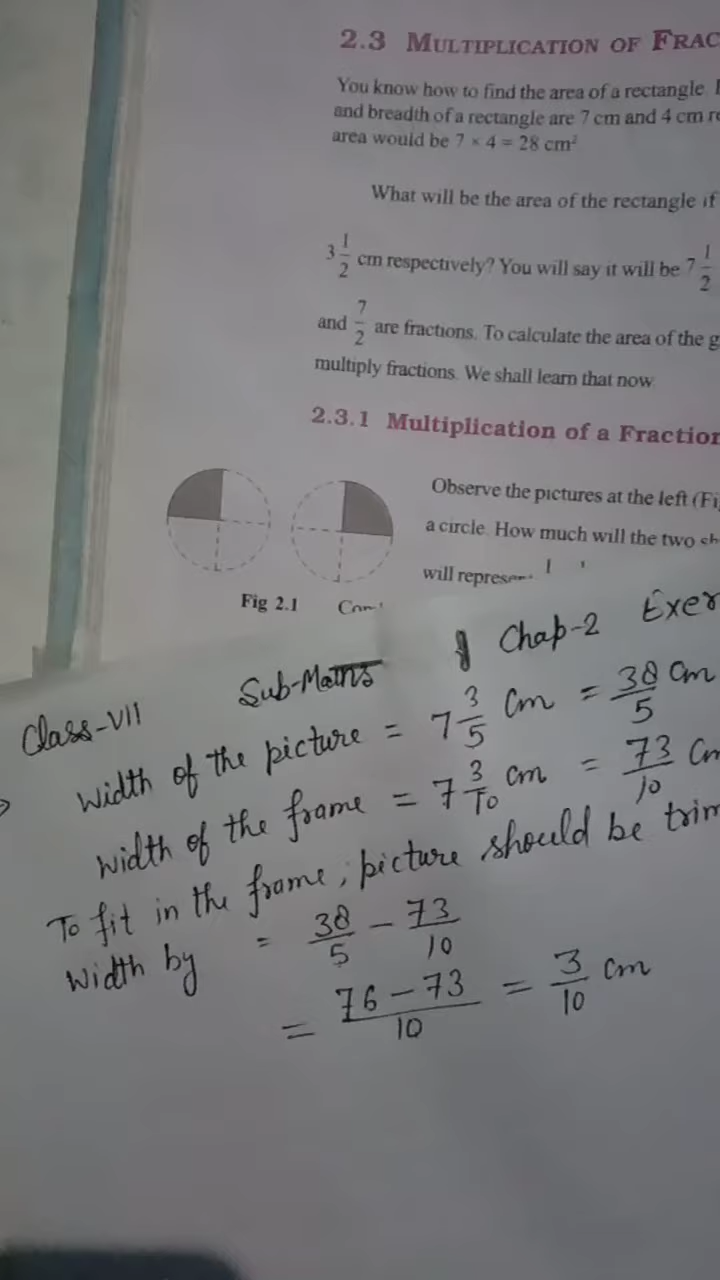 2.3 MULTIPLICATION OF FRAC
You know how to find the area of a rectangle.
and breadth of a rectangle are 7 cm and 4 cm
area would be 7 × 4 = 28 cm²
What will be the area of the rectangle if
3 1/2 cm respectively? You will say it will be 7 1/2
and 7/2 are fractions. To calculate the area of the g
multiply fractions. We shall learn that now.
2.3.1 Multiplication of a Fraction
Observe the pictures at the left (Fi
a circle. How much will the two sh
will represen
Fig 2.1
Class-VII Sub-Maths Chap-2 Exer
Width of the picture = 7 3/5 cm = 38/5 cm
Width of the frame = 7 3/10 cm = 73/10 cm
To fit in the frame, picture should be trim
Width by = 38/5 - 73/10
= 76-73/10 = 3/10 cm